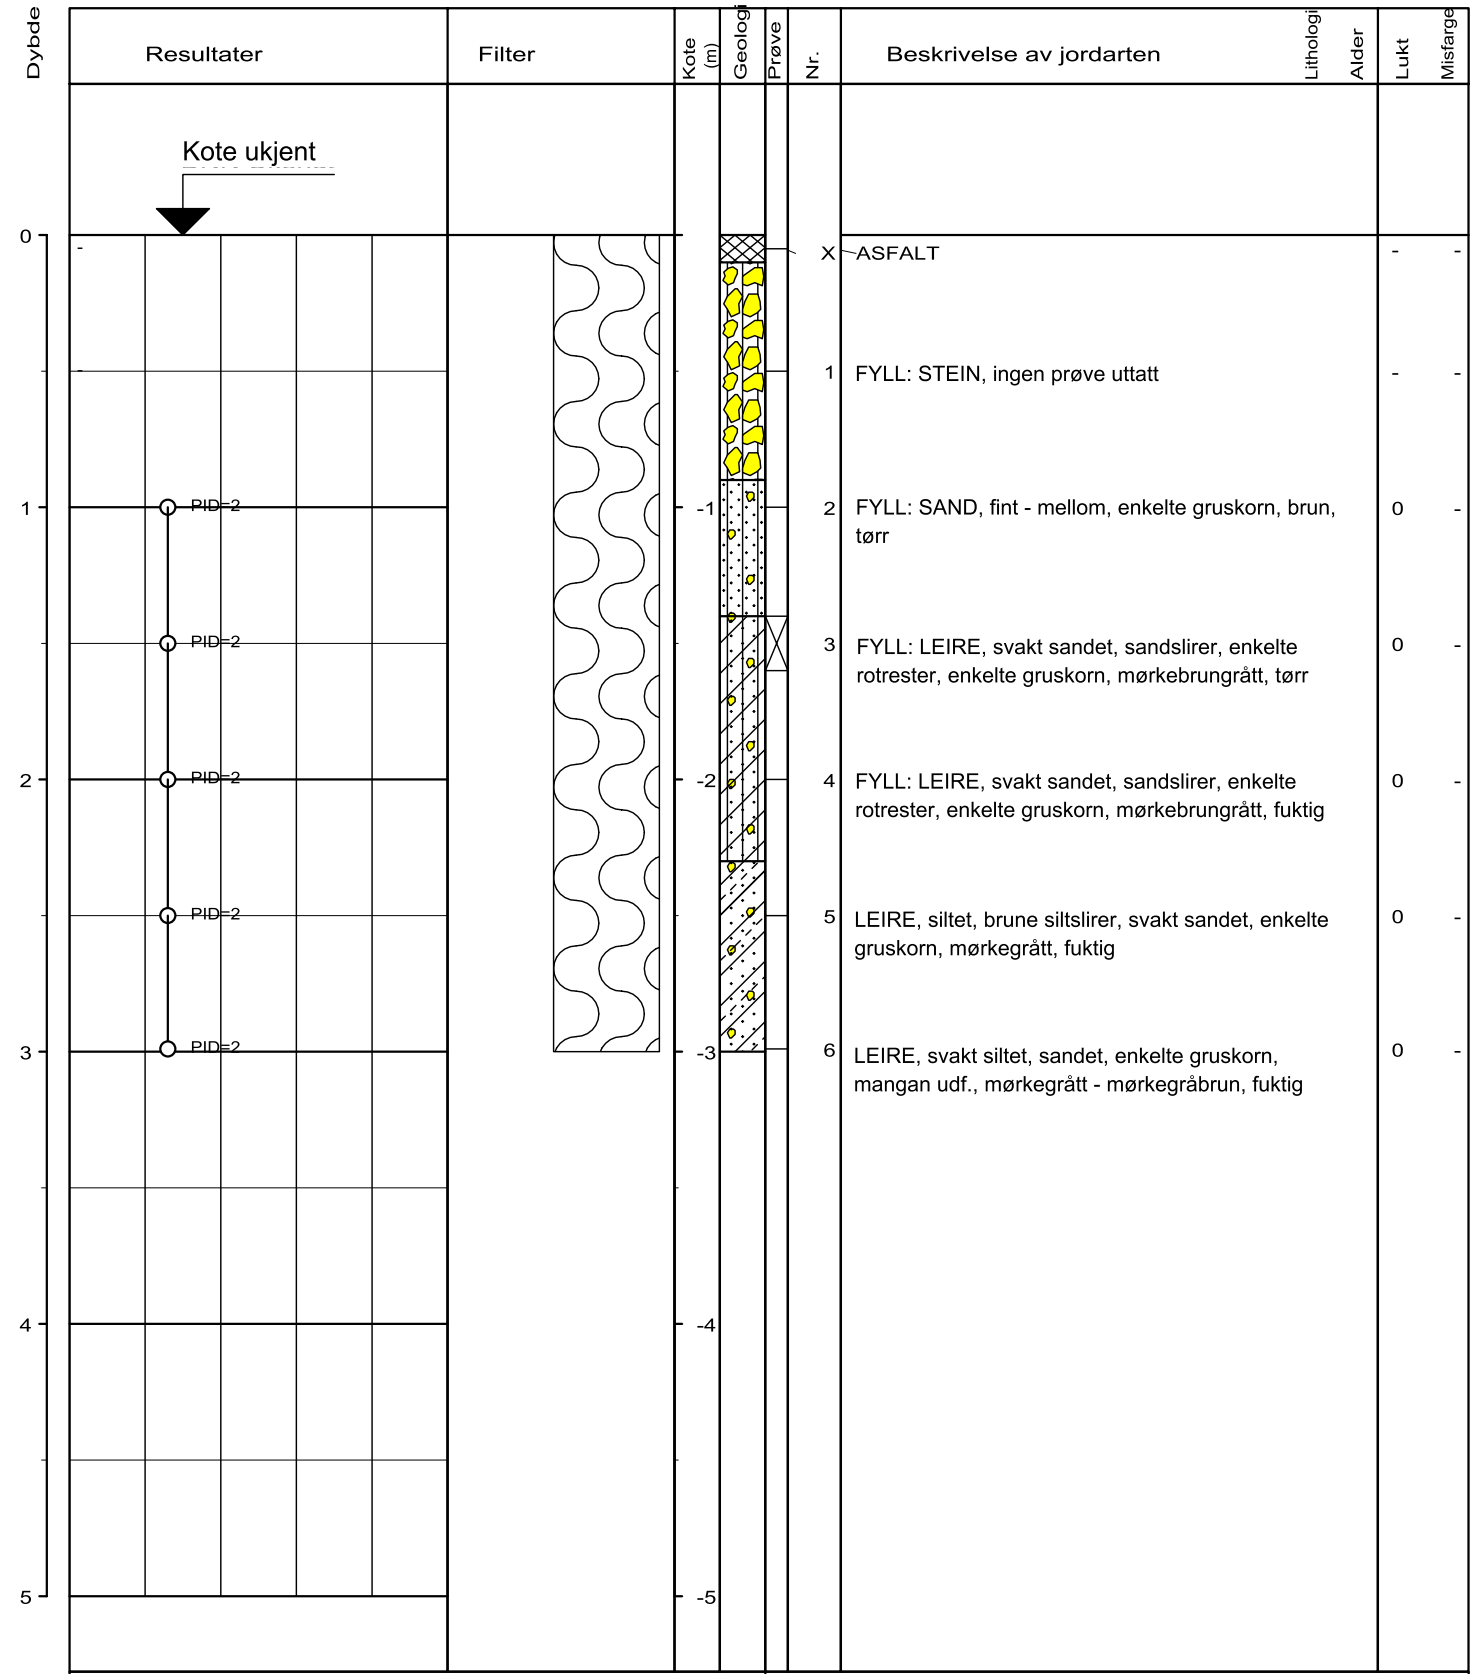 Dybde
Resultater
Filter
Kote
(m)
Geologi
Prøve
Nr.
Beskrivelse av jordarten
Lithologi
Alder
Lukt
Misfarge
Kote ukjent
0
-
X
ASFALT
-
-
-
1
FYLL: STEIN, ingen prøve uttatt
-
-
1
PID=2
-1
2
FYLL: SAND, fint - mellom, enkelte gruskorn, brun,
tørr
0
-
PID=2
3
FYLL: LEIRE, svakt sandet, sandslirer, enkelte
rotrester, enkelte gruskorn, mørkebrungrått, tørr
0
-
2
PID=2
-2
4
FYLL: LEIRE, svakt sandet, sandslirer, enkelte
rotrester, enkelte gruskorn, mørkebrungrått, fuktig
0
-
PID=2
5
LEIRE, siltet, brune siltslirer, svakt sandet, enkelte
gruskorn, mørkegrått, fuktig
0
-
3
PID=2
-3
6
LEIRE, svakt siltet, sandet, enkelte gruskorn,
mangan udf., mørkegrått - mørkegråbrun, fuktig
0
-
4
-4
5
-5